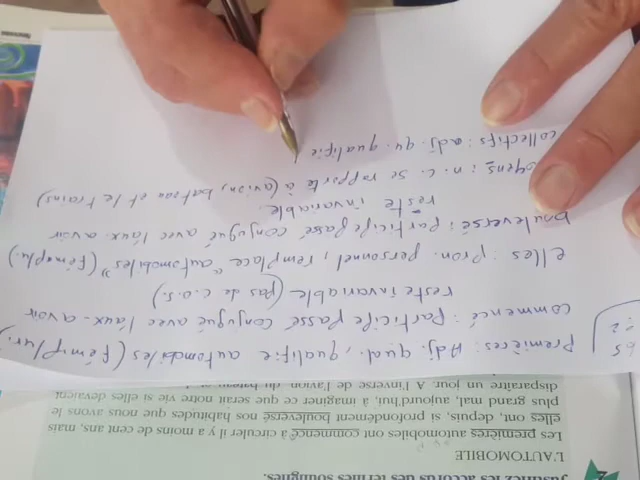 Justifiez les accords des termes soulignés.
L'AUTOMOBILE
Les premières automobiles ont commencé à circuler il y a moins de cent ans, mais
elles ont, depuis, si profondément bouleversé nos habitudes que nous avons le
plus grand mal, aujourd'hui, à imaginer ce que serait notre vie si elles devaient
disparaître un jour. A l'inverse de l'avion, du bateau
Premières : Adj. qual., qualifie automobiles (Fém/plur.)
commencé : Participe passé conjugué avec l'aux. avoir
reste invariable (pas de c.o.d.)
elles : Pron. personnel, remplace "automobiles" (Fém/plu.)
bouleversé : Participe passé conjugué avec l'aux. avoir
reste invariable.
moyens : n. c. se rapporte à (avion, bateau et le trains)
collectifs : adj. qu. qualifie